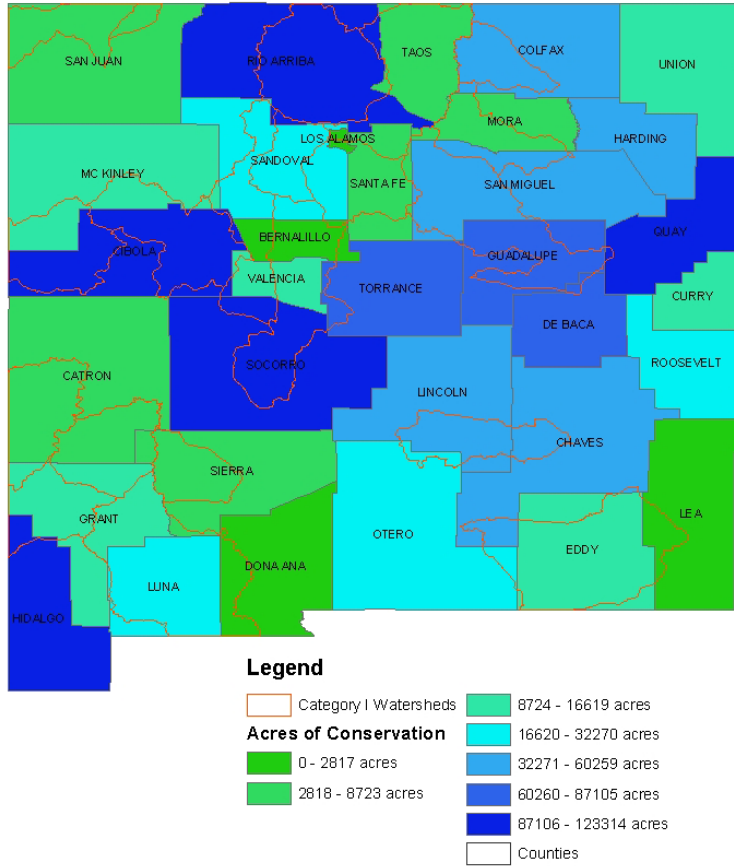 COLFAX
TAOS
SAN JUAN
RIO ARRIBA
UNION
MORA
LOS ALAMOS
HARDING
SANDOVAL
MC KINLEY
SANTA FE
SAN MIGUEL
QUAY
BERNALILLO
CIBOLA
GUADALUPE
VALENCIA
TORRANCE
CURRY
DE BACA
ROOSEVELT
SOCORRO
CATRON
LINCOLN
CHAVES
SIERRA
LEA
GRANT
OTERO
EDDY
DONA ANA
LUNA
HIDALGO
Legend
Category I Watersheds
Acres of Conservation
0 - 2817 acres
2818 - 8723 acres
8724 - 16619 acres
16620 - 32270 acres
32271 - 60259 acres
60260 - 87105 acres
87106 - 123314 acres
Counties